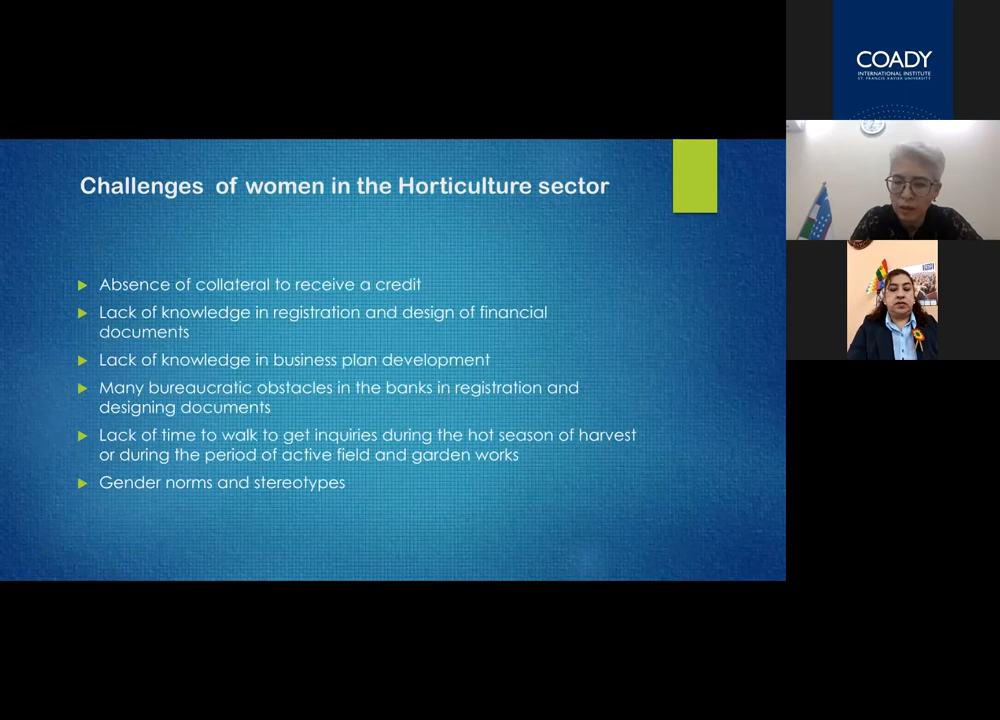 Challenges of women in the Horticulture sector
Absence of collateral to receive a credit
Lack of knowledge in registration and design of financial
documents
Lack of knowledge in business plan development
Many bureaucratic obstacles in the banks in registration and
designing documents
Lack of time to walk to get inquiries during the hot season of harvest
or during the period of active field and garden works
Gender norms and stereotypes
COADY
INTERNATIONAL INSTITUTE
ST. FRANCIS XAVIER UNIVERSITY